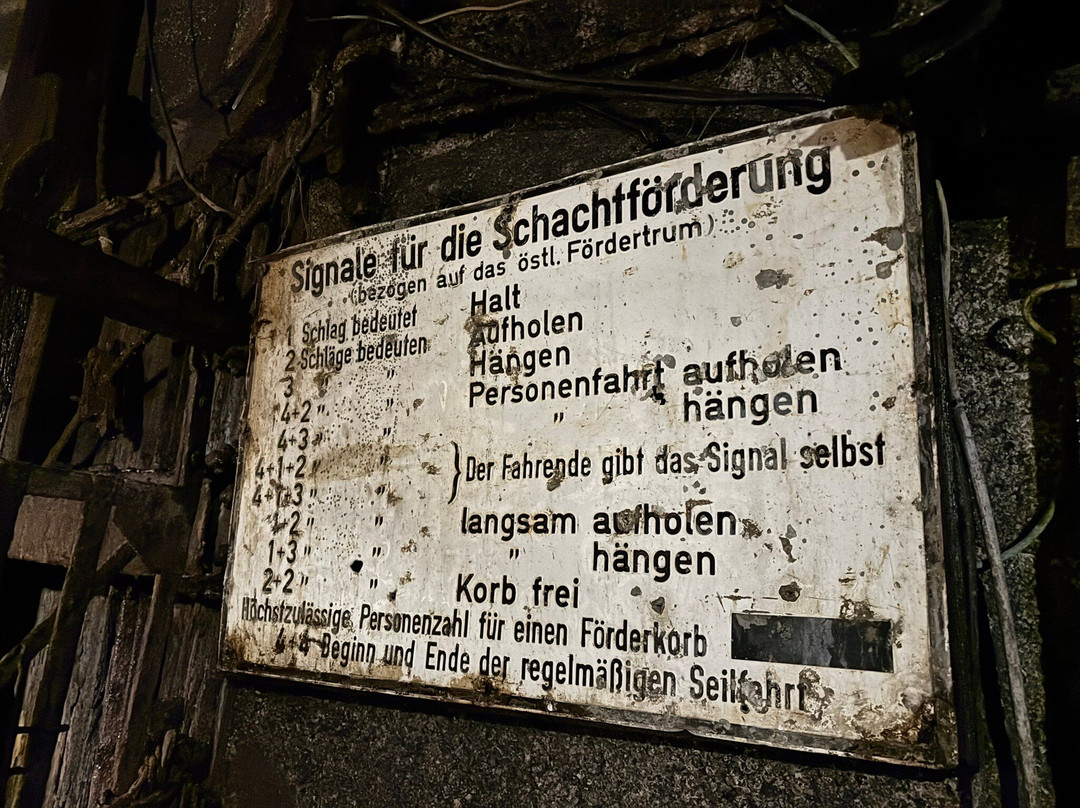 Signale für die Schachtförderung
(bezogen auf das östl. Fördertrum)
1 Schlag bedeutet Halt
2 Schläge bedeuten Aufholen
3 " " Hängen
4+2 " " Personenfahrt aufholen
4+3 " " " hängen
4+1+2 " " } Der Fahrende gibt das Signal selbst
4+1+3 " "
1+2 " " langsam aufholen
1+3 " " " hängen
2+2 " " Korb frei
Höchstzulässige Personenzahl für einen Förderkorb
4+4 Beginn und Ende der regelmäßigen Seilfahrt